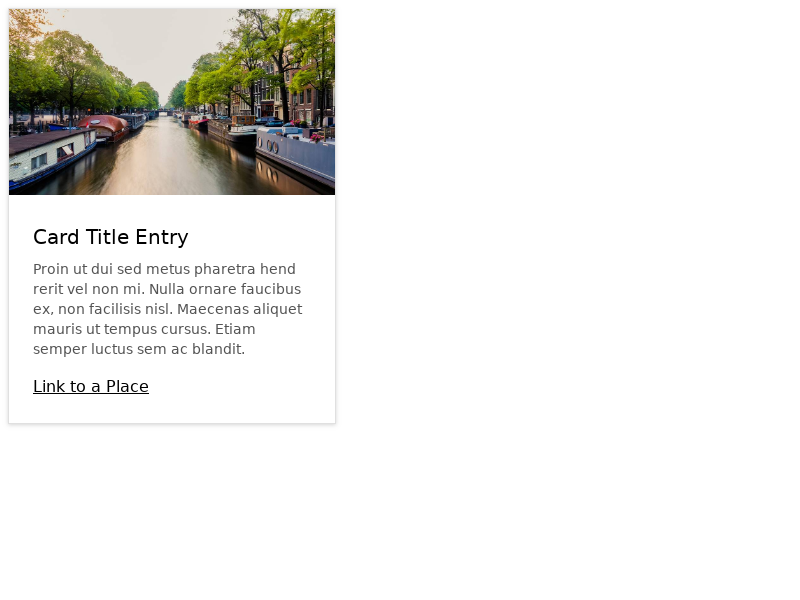 Card Title Entry
Proin ut dui sed metus pharetra hend
rerit vel non mi. Nulla ornare faucibus
ex, non facilisis nisl. Maecenas aliquet
mauris ut tempus cursus. Etiam
semper luctus sem ac blandit.
Link to a Place